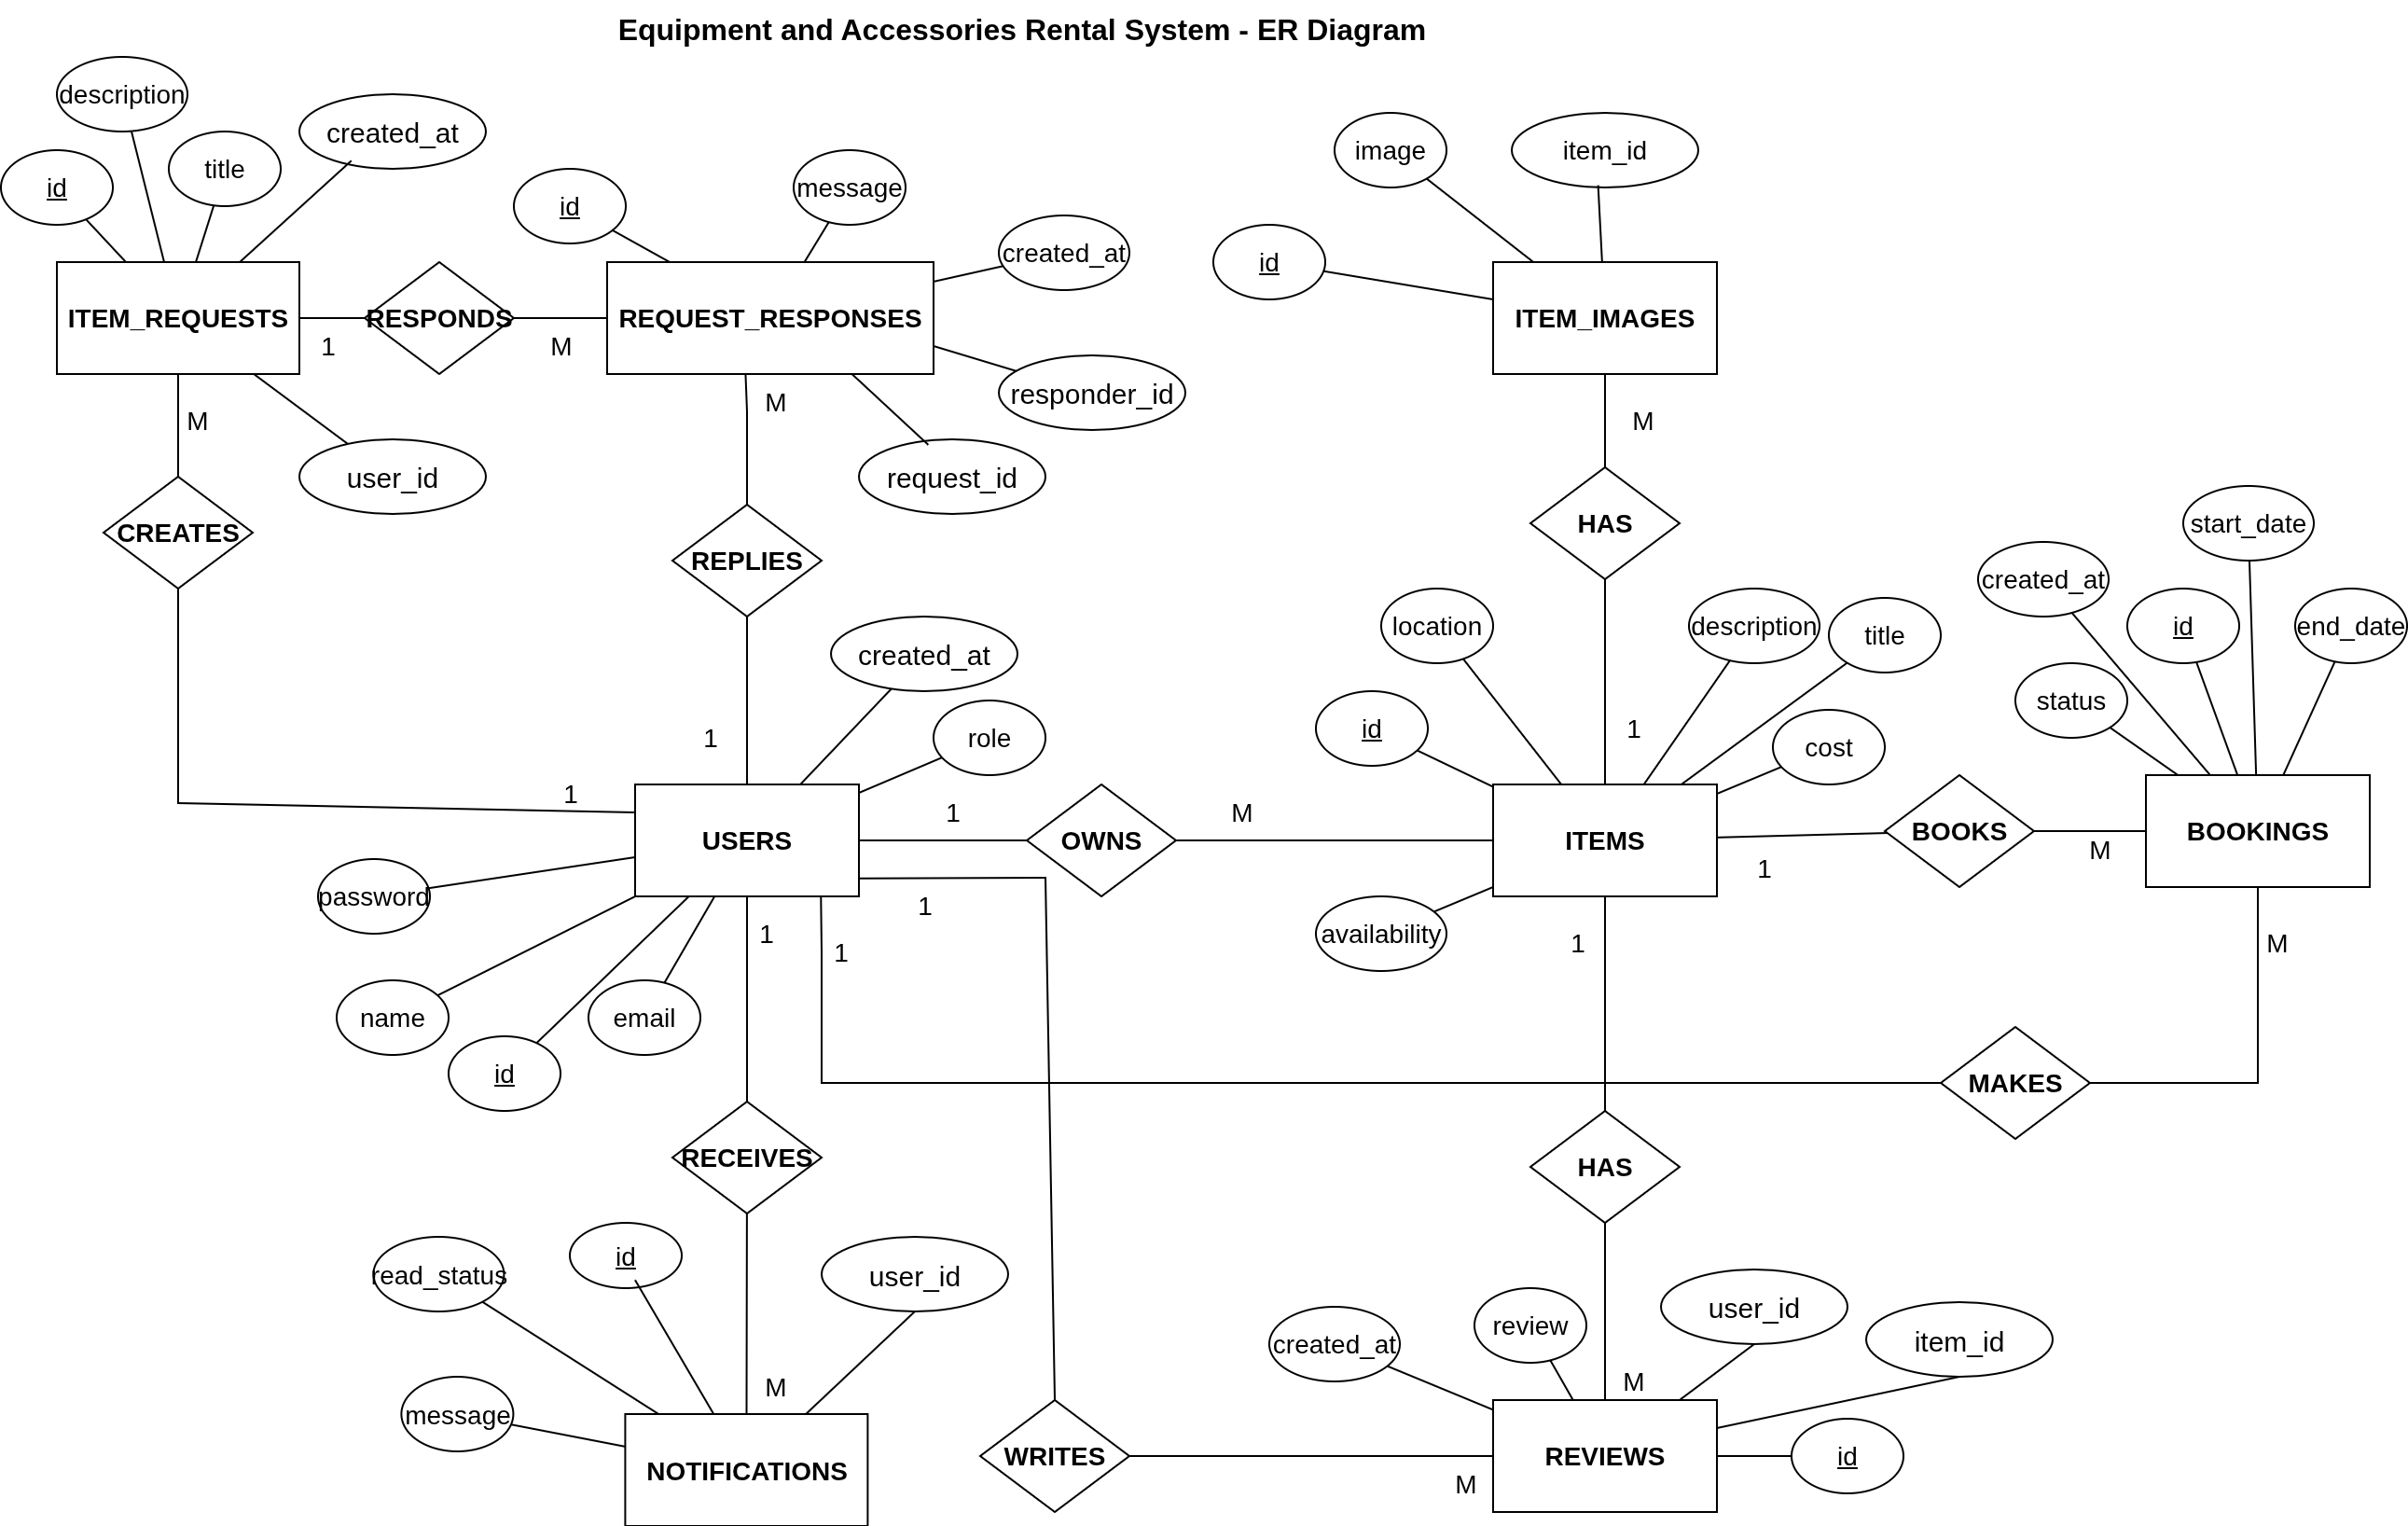 Equipment and Accessories Rental System - ER Diagram
description
created_at
id
title
id
message
created_at
image
item_id
id
ITEM_REQUESTS
RESPONDS
REQUEST_RESPONSES
ITEM_IMAGES
1
M
M
M
M
responder_id
user_id
request_id
CREATES
REPLIES
HAS
start_date
created_at
location
description
title
id
end_date
created_at
status
role
id
cost
1
1
1
1
M
USERS
OWNS
ITEMS
BOOKS
BOOKINGS
1
M
password
1
availability
1
1
1
M
name
email
id
MAKES
RECEIVES
HAS
read_status
id
user_id
created_at
review
user_id
item_id
message
M
M
NOTIFICATIONS
WRITES
REVIEWS
id
M